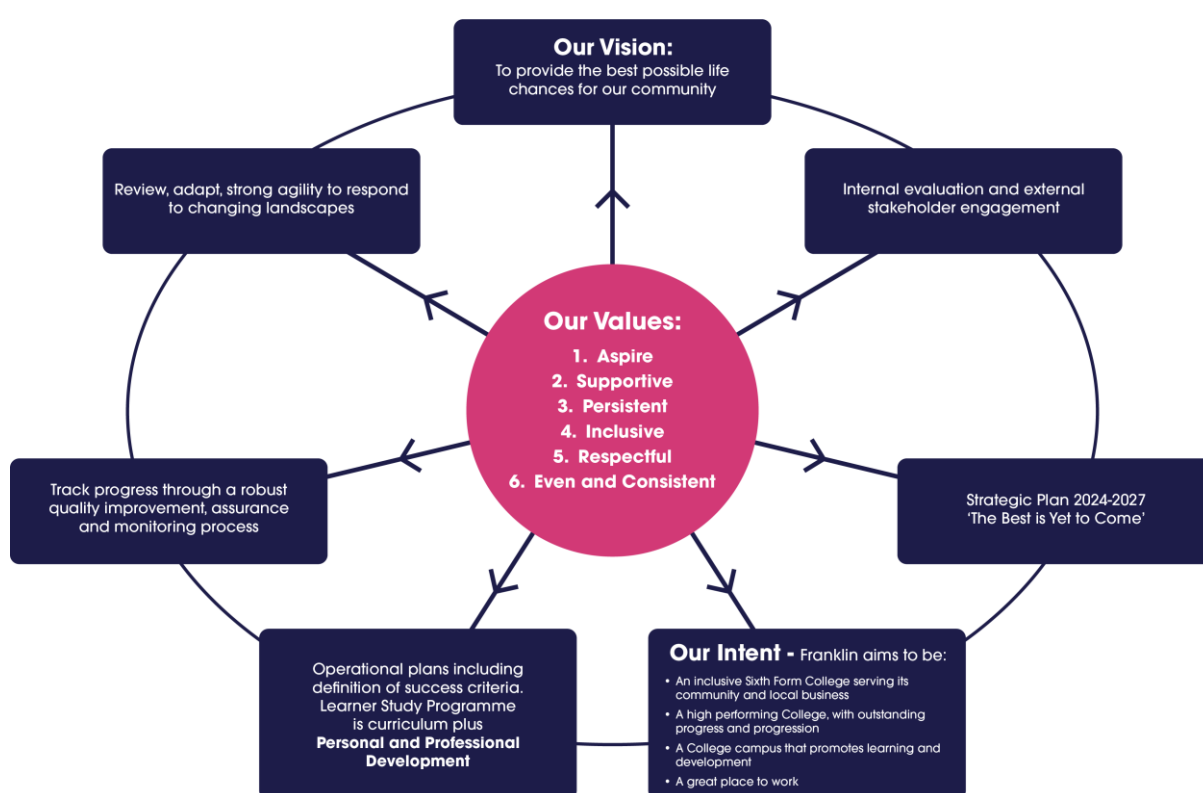 Our Vision:
To provide the best possible life
chances for our community
Review, adapt, strong agility to respond
to changing landscapes
Internal evaluation and external
stakeholder engagement
Our Values:
1. Aspire
2. Supportive
3. Persistent
4. Inclusive
5. Respectful
6. Even and Consistent
Track progress through a robust
quality improvement, assurance
and monitoring process
Strategic Plan 2024-2027
‘The Best is Yet to Come’
Operational plans including
definition of success criteria.
Learner Study Programme
is curriculum plus
Personal and Professional
Development
Our Intent - Franklin aims to be:
• An inclusive Sixth Form College serving its
community and local business
• A high performing College, with outstanding
progress and progression
• A College campus that promotes learning and
development
• A great place to work